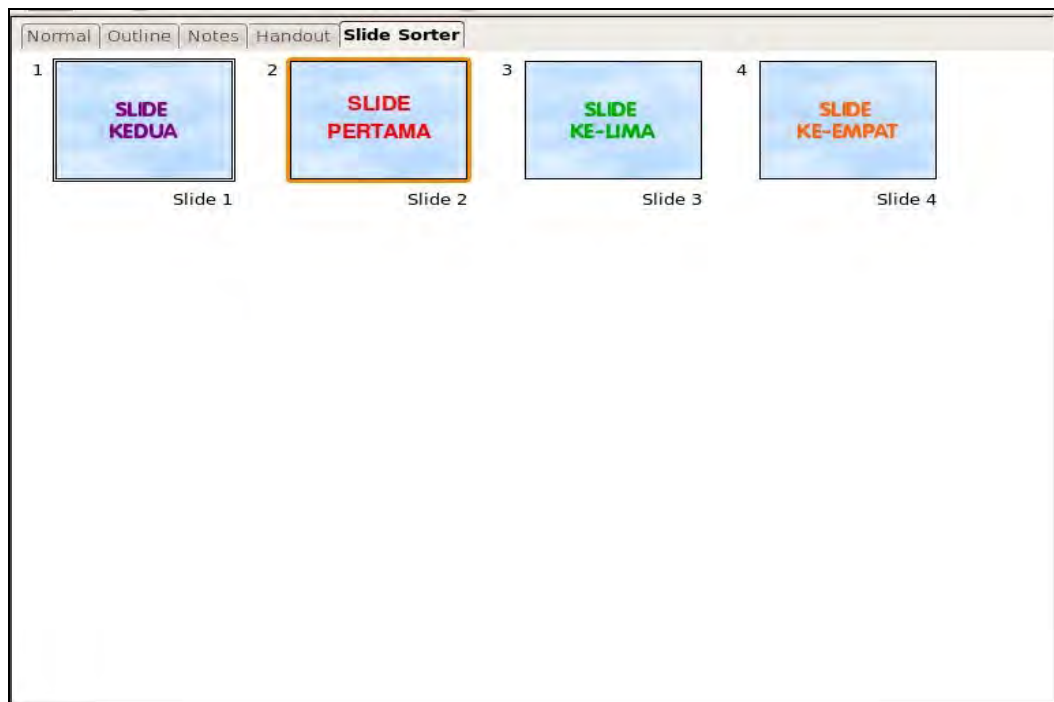 Normal Outline Notes Handout Slide Sorter
1 2 3 4
SLIDE
KEDUA
SLIDE
PERTAMA
SLIDE
KE-LIMA
SLIDE
KE-EMPAT
Slide 1 Slide 2 Slide 3 Slide 4